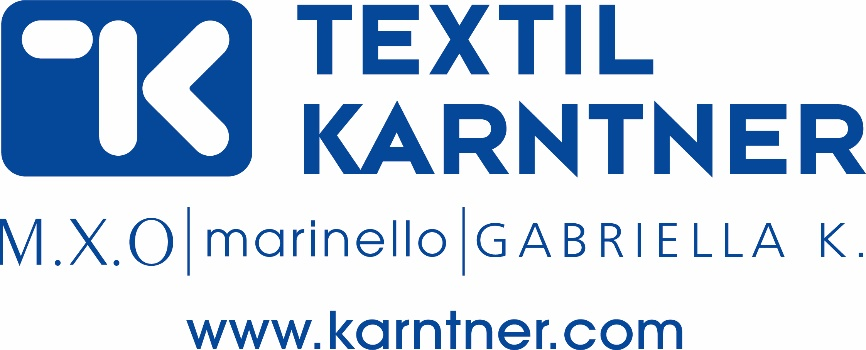 TEXTIL
KARNTNER
M.X.O|marinello|GABRIELLA K.
www.karntner.com